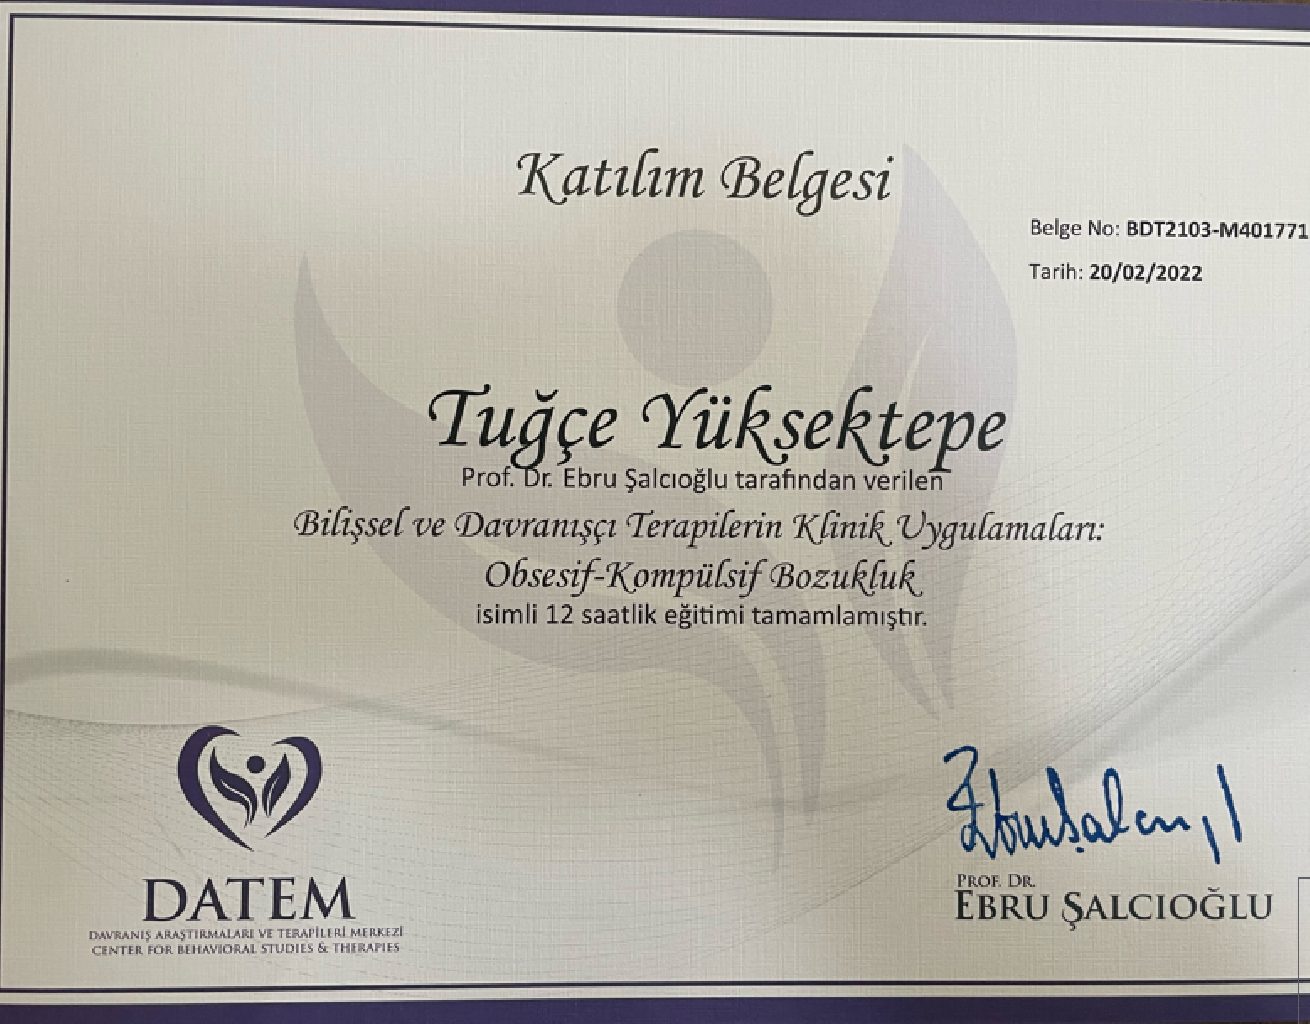 Katılım Belgesi
Belge No: BDT2103-M401771
Tarih: 20/02/2022
Tuğçe Yüksektepe
Prof. Dr. Ebru Şalcıoğlu tarafından verilen
Bilişsel ve Davranışçı Terapilerin Klinik Uygulamaları:
Obsesif-Kompülsif Bozukluk
isimli 12 saatlik eğitimi tamamlamıştır.
DATEM
DAVRANIŞ ARAŞTIRMALARI VE TERAPİLERİ MERKEZİ
CENTER FOR BEHAVIORAL STUDIES & THERAPIES
PROF. DR.
EBRU ŞALCIOĞLU